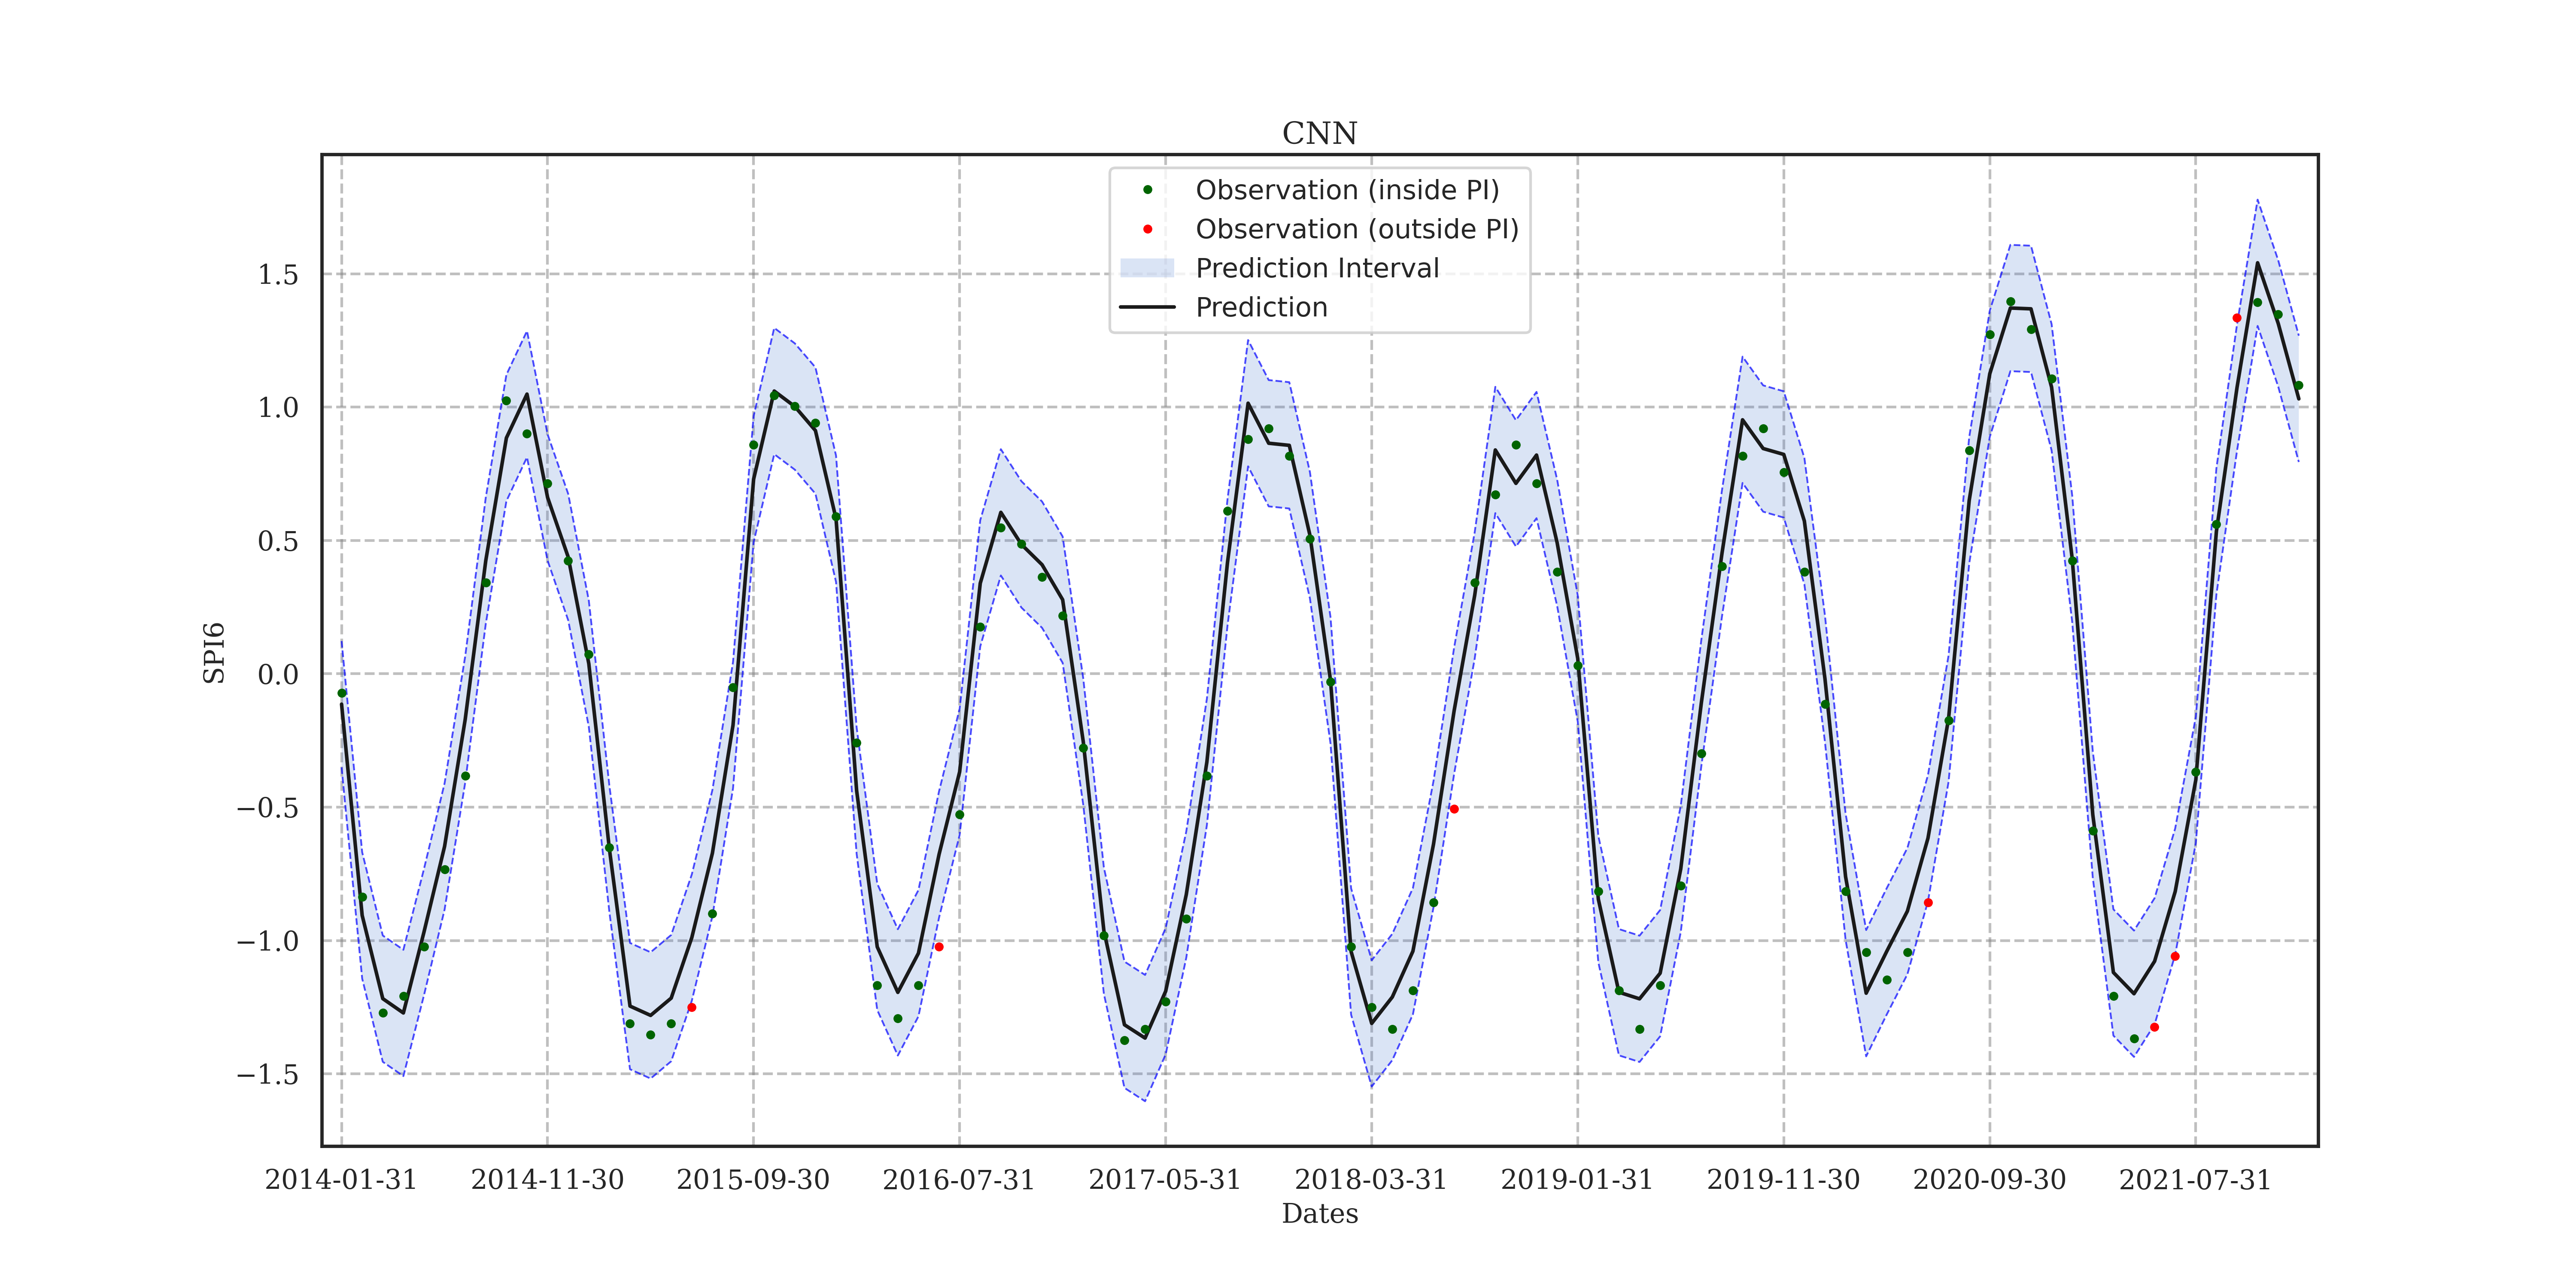 CNN
Observation (inside PI)
Observation (outside PI)
Prediction Interval
Prediction
SPI6
1.5
1.0
0.5
0.0
−0.5
−1.0
−1.5
2014-01-31 2014-11-30 2015-09-30 2016-07-31 2017-05-31 2018-03-31 2019-01-31 2019-11-30 2020-09-30 2021-07-31
Dates